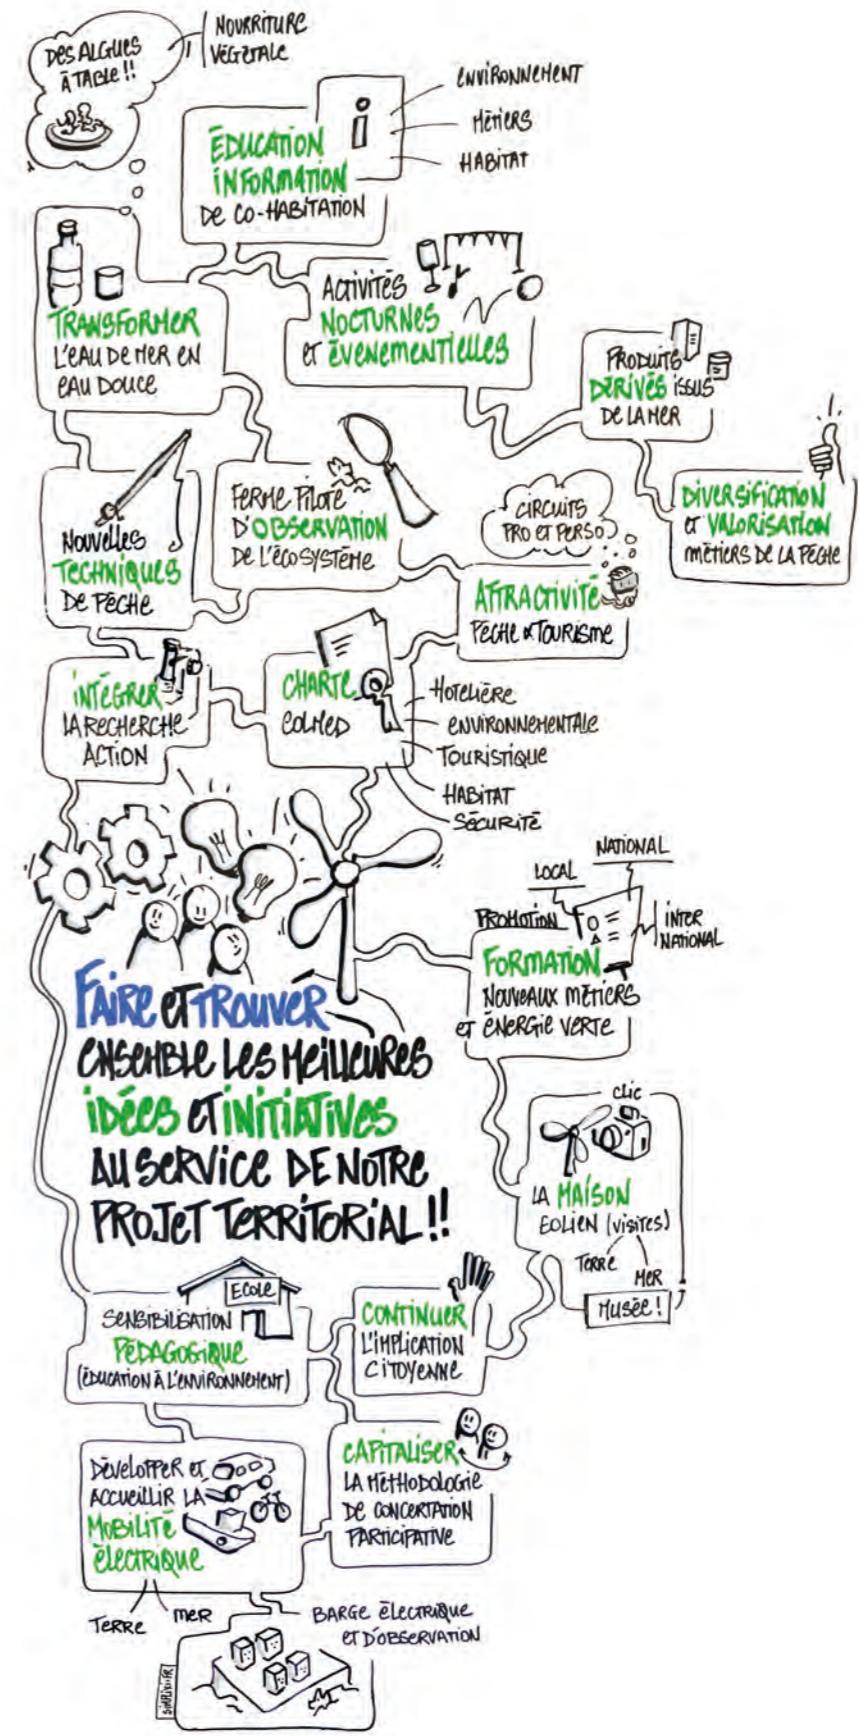 DES ALGUES
À TABLE !!
NOURRITURE
VÉGÉTALE
ÉDUCATION
INFORMATION
DE CO-HABITATION
i
ENVIRONNEMENT
MÉTIERS
HABITAT
TRANSFORMER
L'EAU DE MER EN
EAU DOUCE
ACTIVITÉS
NOCTURNES
ET ÉVENEMENTIELLES
PRODUITS
DÉRIVÉS ISSUS
DE LA MER
DIVERSIFICATION
ET VALORISATION
MÉTIERS DE LA PÊCHE
NOUVELLES
TECHNIQUES
DE PÊCHE
FERME PILOTE
D'OBSERVATION
DE L'ÉCOSYSTÈME
CIRCUITS
PRO ET PERSO
ATTRACTIVITÉ
PÊCHE & TOURISME
INTÉGRER
LA RECHERCHE
ACTION
CHARTE
EOLMED
HOTELIÈRE
ENVIRONNEMENTALE
TOURISTIQUE
HABITAT
SÉCURITÉ
FAIRE ET TROUVER
ENSEMBLE LES MEILLEURES
IDÉES ET INITIATIVES
AU SERVICE DE NOTRE
PROJET TERRITORIAL !!
NATIONAL
LOCAL
INTER
NATIONAL
PROMOTION
FORMATION
NOUVEAUX MÉTIERS
ET ÉNERGIE VERTE
CLIC
LA MAISON
EOLIEN (VISITES)
TERRE
MER
MUSÉE !
ECOLE
SENSIBILISATION
PÉDAGOGIQUE
(ÉDUCATION À L'ENVIRONNEMENT)
CONTINUER
L'IMPLICATION
CITOYENNE
CAPITALISER
LA MÉTHODOLOGIE
DE CONCERTATION
PARTICIPATIVE
DÉVELOPPER ET
ACCUEILLIR LA
MOBILITÉ
ÉLECTRIQUE
TERRE
MER
BARGE ÉLECTRIQUE
ET D'OBSERVATION